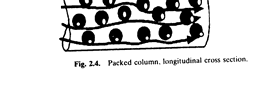 Fig. 2.4. Packed column, longitudinal cross section.